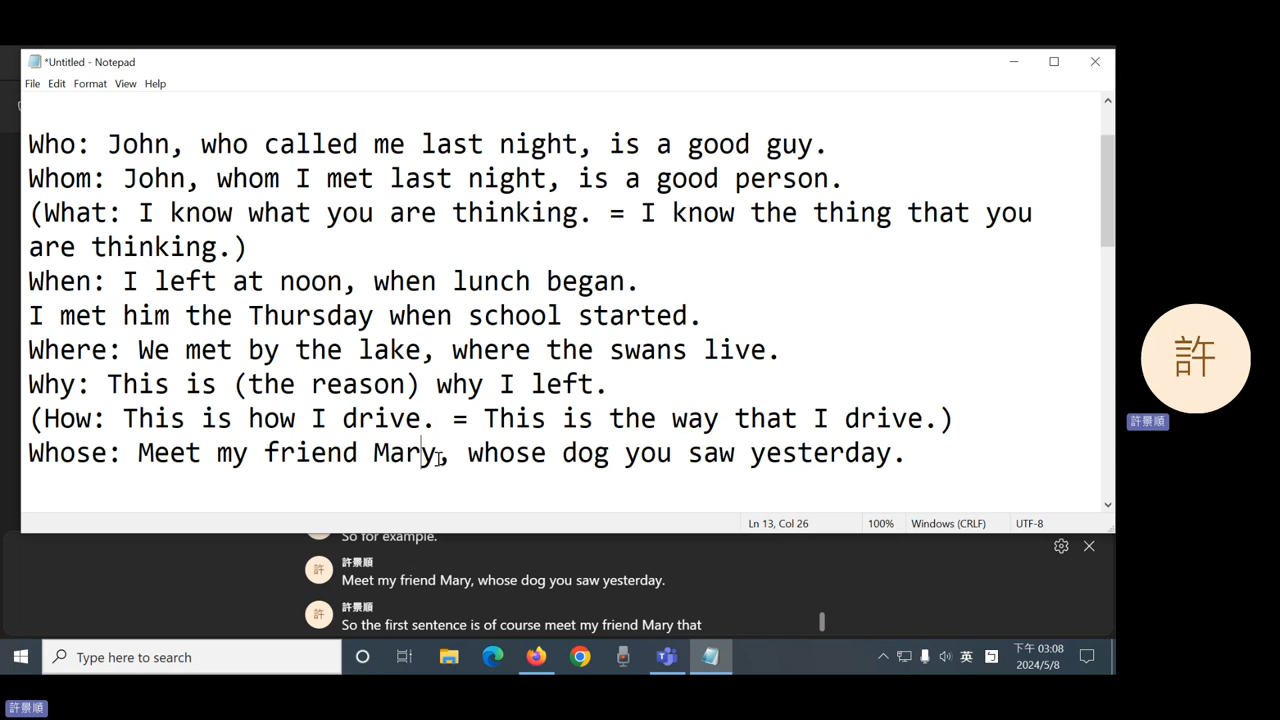 *Untitled - Notepad
File Edit Format View Help
Who: John, who called me last night, is a good guy.
Whom: John, whom I met last night, is a good person.
(What: I know what you are thinking. = I know the thing that you
are thinking.)
When: I left at noon, when lunch began.
I met him the Thursday when school started.
Where: We met by the lake, where the swans live.
Why: This is (the reason) why I left.
(How: This is how I drive. = This is the way that I drive.)
Whose: Meet my friend Mary, whose dog you saw yesterday.
Ln 13, Col 26 100% Windows (CRLF) UTF-8
So for example.
許 許景順
Meet my friend Mary, whose dog you saw yesterday.
許 許景順
So the first sentence is of course meet my friend Mary that
許
許景順
Type here to search
英
下午 03:08
2024/5/8
許景順